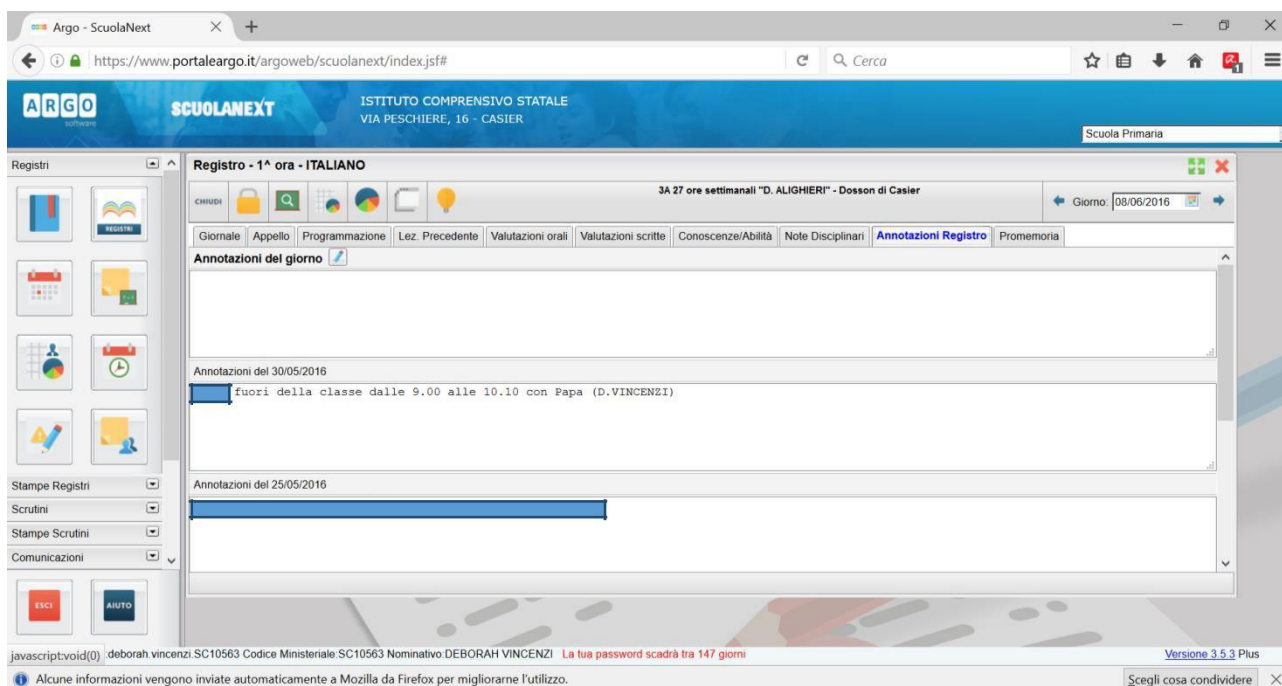 Argo - ScuolaNext
https://www.portaleargo.it/argoweb/scuolanext/index.jsf#
Cerca
ARGO
software
SCUOLANEXT
ISTITUTO COMPRENSIVO STATALE
VIA PESCHIERE, 16 - CASIER
Scuola Primaria
Registri
Registro - 1^ ora - ITALIANO
CHIUDI
3A 27 ore settimanali "D. ALIGHIERI" - Dosson di Casier
Giorno: 08/06/2016
REGISTRI
Giornale Appello Programmazione Lez. Precedente Valutazioni orali Valutazioni scritte Conoscenze/Abilità Note Disciplinari Annotazioni Registro Promemoria
Annotazioni del giorno
Annotazioni del 30/05/2016
fuori della classe dalle 9.00 alle 10.10 con Papa (D.VINCENZI)
Stampe Registri
Annotazioni del 25/05/2016
Scrutini
Stampe Scrutini
Comunicazioni
ESCI
AIUTO
javascript:void(0) :deborah.vincenzi.SC10563 Codice Ministeriale:SC10563 Nominativo:DEBORAH VINCENZI La tua password scadrà tra 147 giorni
Versione 3.5.3 Plus
Alcune informazioni vengono inviate automaticamente a Mozilla da Firefox per migliorarne l'utilizzo.
Scegli cosa condividere